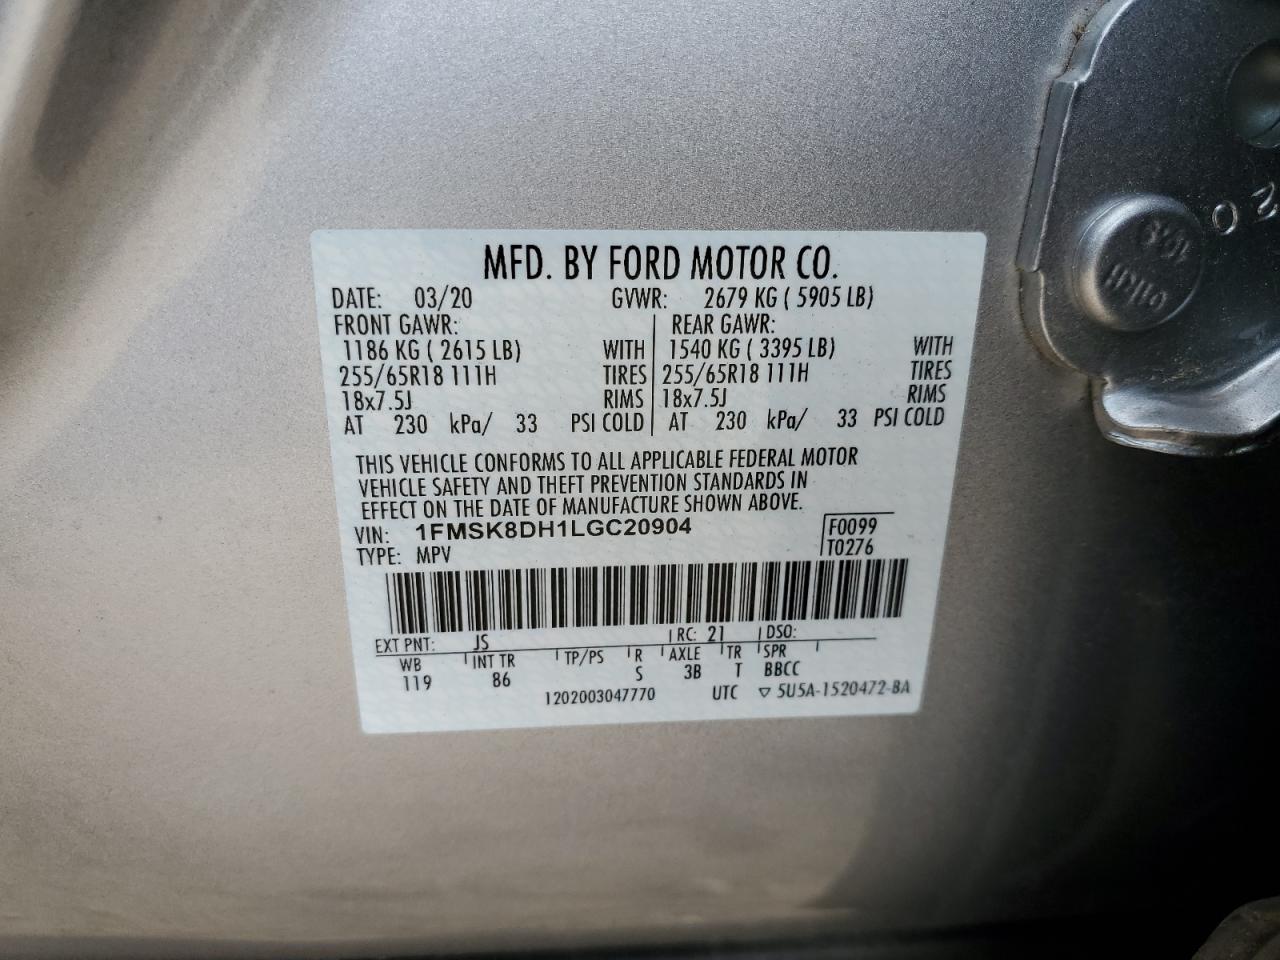 MFD. BY FORD MOTOR CO.
DATE: 03/20 GVWR: 2679 KG ( 5905 LB)
FRONT GAWR: REAR GAWR:
1186 KG ( 2615 LB) WITH 1540 KG ( 3395 LB) WITH
255/65R18 111H TIRES 255/65R18 111H TIRES
18x7.5J RIMS 18x7.5J RIMS
AT 230 kPa/ 33 PSI COLD AT 230 kPa/ 33 PSI COLD
THIS VEHICLE CONFORMS TO ALL APPLICABLE FEDERAL MOTOR
VEHICLE SAFETY AND THEFT PREVENTION STANDARDS IN
EFFECT ON THE DATE OF MANUFACTURE SHOWN ABOVE.
VIN: 1FMSK8DH1LGC20904 F0099
TYPE: MPV T0276
EXT PNT: JS RC: 21 DSO:
WB INT TR TP/PS R AXLE TR SPR
119 86 S 3B T BBCC
1202003047770 UTC ▽ 5U5A-1520472-BA
10.9
20